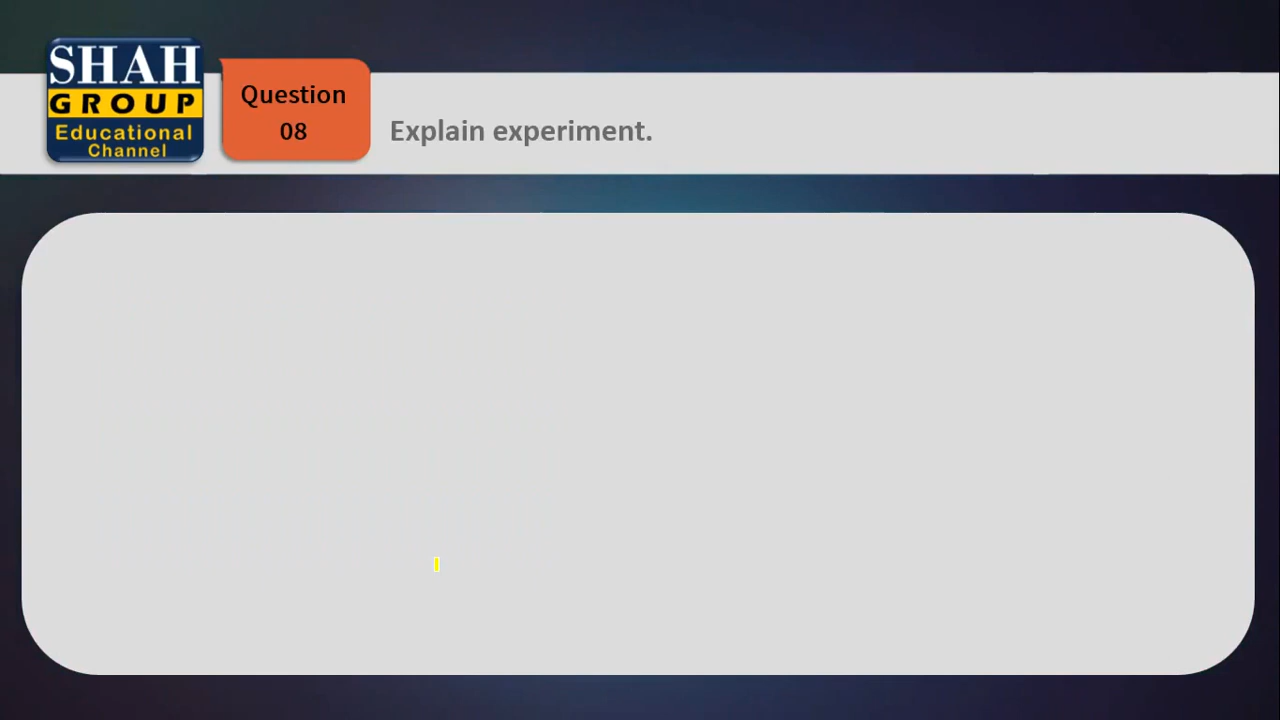 SHAH
GROUP
Educational
Channel
Question
08
Explain experiment.